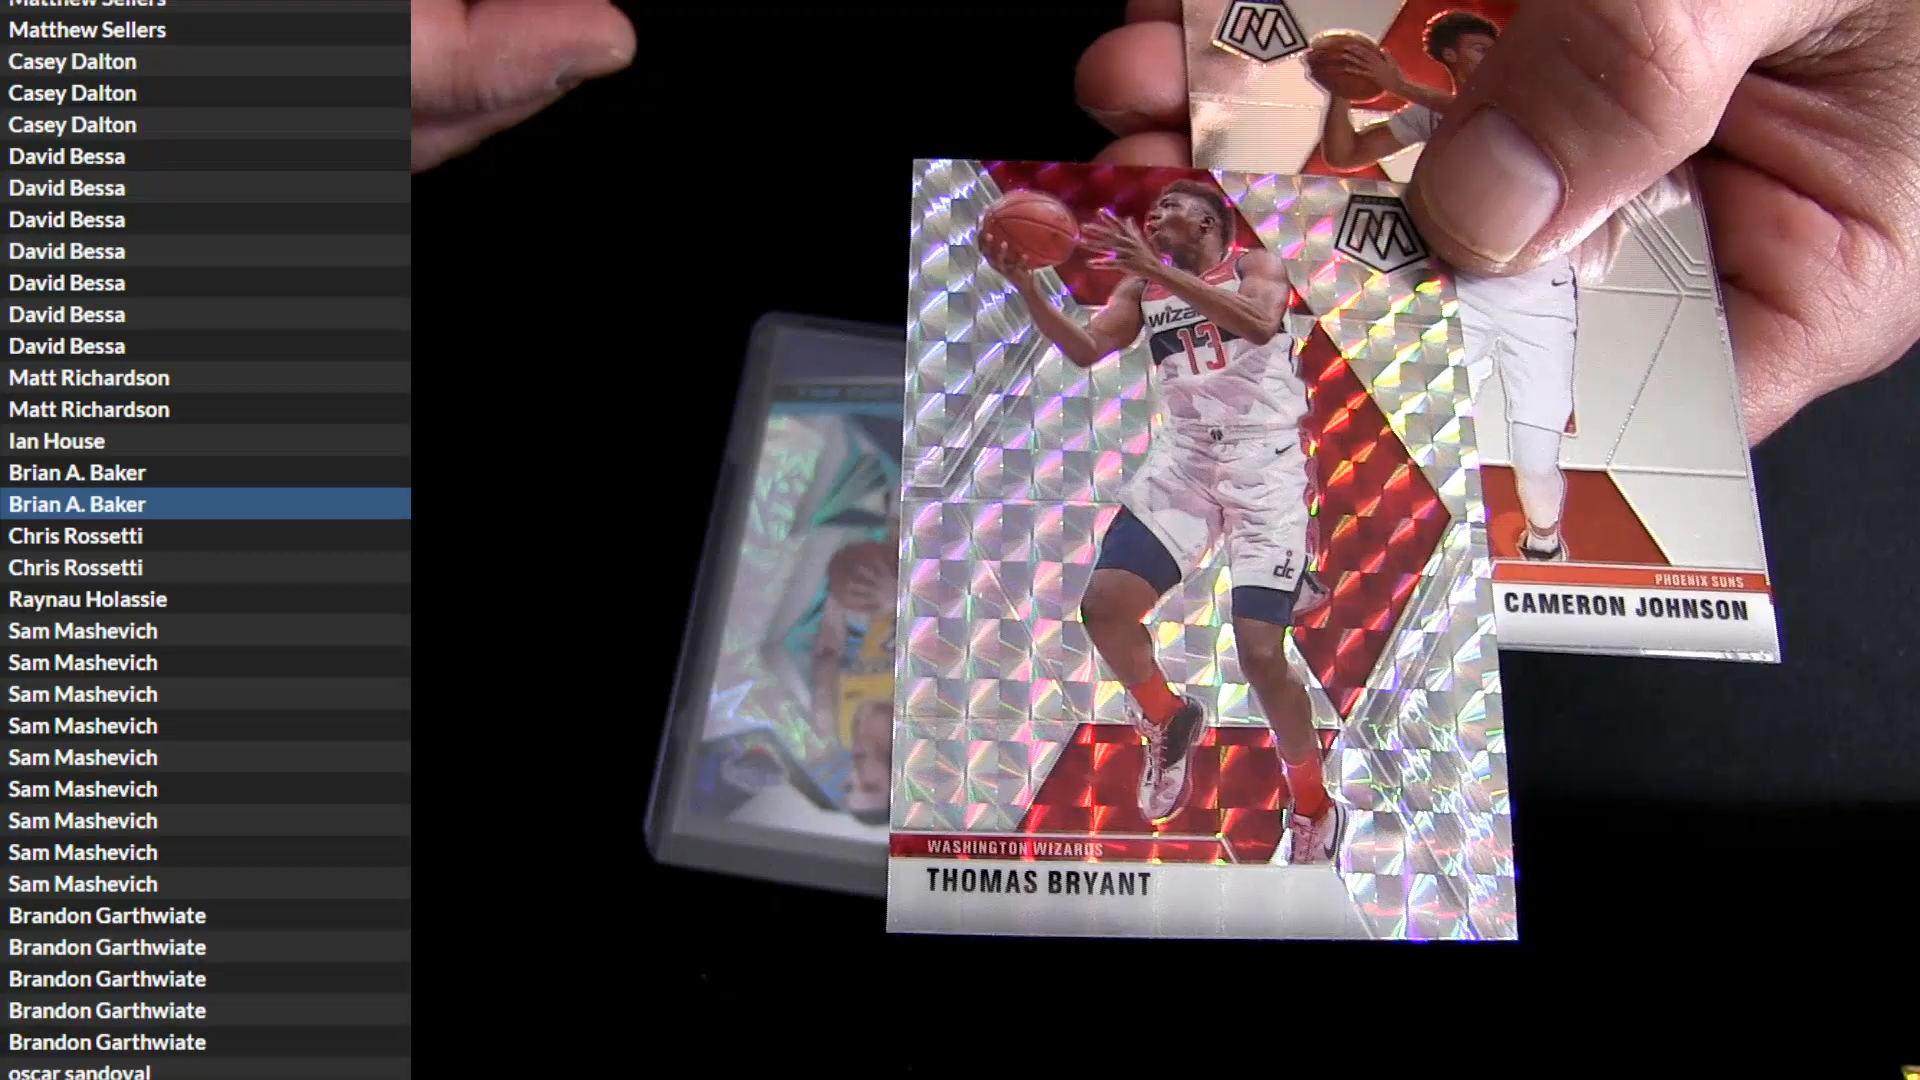 Matthew Sellers
Matthew Sellers
Casey Dalton
Casey Dalton
Casey Dalton
David Bessa
David Bessa
David Bessa
David Bessa
David Bessa
David Bessa
David Bessa
Matt Richardson
Matt Richardson
Ian House
Brian A. Baker
Brian A. Baker
Chris Rossetti
Chris Rossetti
Raynau Holassie
Sam Mashevich
Sam Mashevich
Sam Mashevich
Sam Mashevich
Sam Mashevich
Sam Mashevich
Sam Mashevich
Sam Mashevich
Sam Mashevich
Brandon Garthwiate
Brandon Garthwiate
Brandon Garthwiate
Brandon Garthwiate
Brandon Garthwiate
oscar sandoval
M
M
13
dc
WASHINGTON WIZARDS
THOMAS BRYANT
PHOENIX SUNS
CAMERON JOHNSON